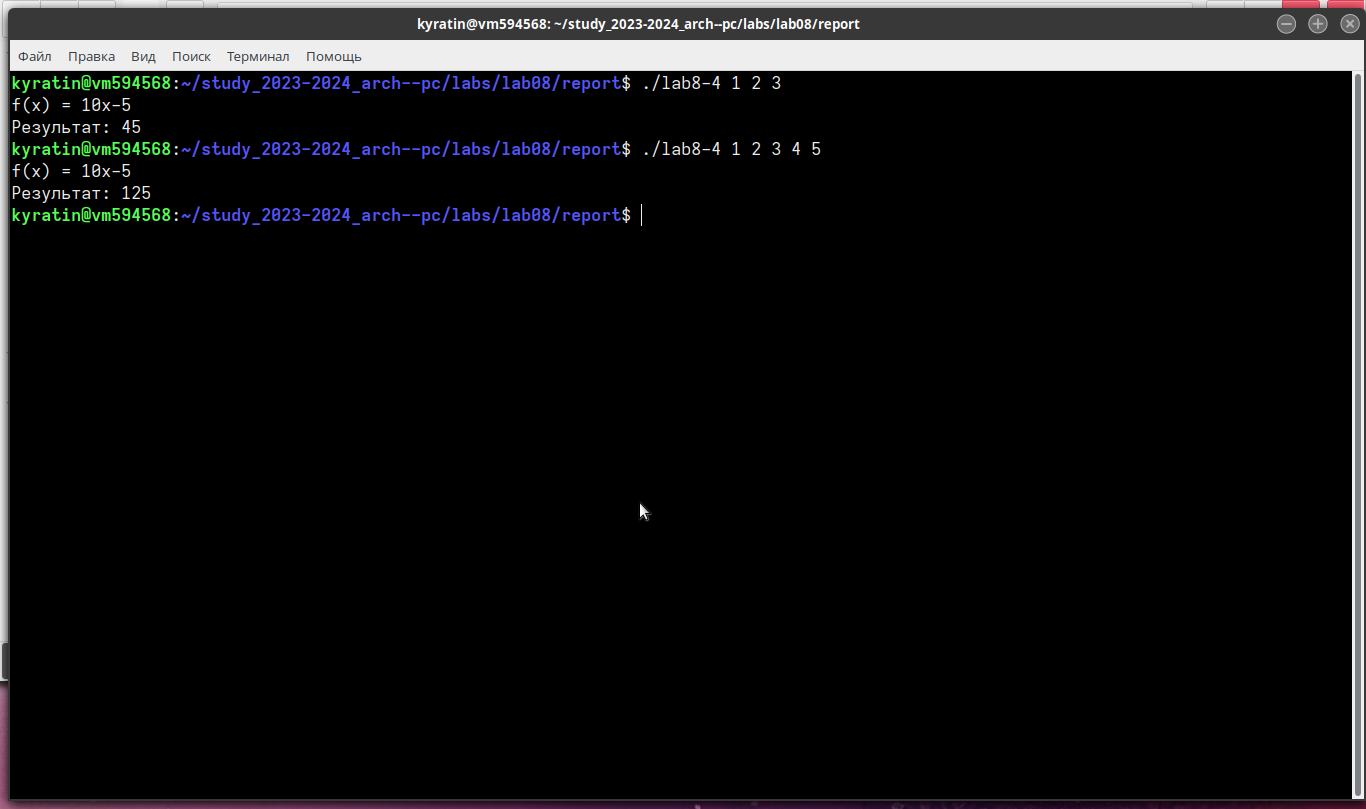 kyratin@vm594568: ~/study_2023-2024_arch--pc/labs/lab08/report
Файл Правка Вид Поиск Терминал Помощь
kyratin@vm594568:~/study_2023-2024_arch--pc/labs/lab08/report$ ./lab8-4 1 2 3
f(x) = 10x-5
Результат: 45
kyratin@vm594568:~/study_2023-2024_arch--pc/labs/lab08/report$ ./lab8-4 1 2 3 4 5
f(x) = 10x-5
Результат: 125
kyratin@vm594568:~/study_2023-2024_arch--pc/labs/lab08/report$